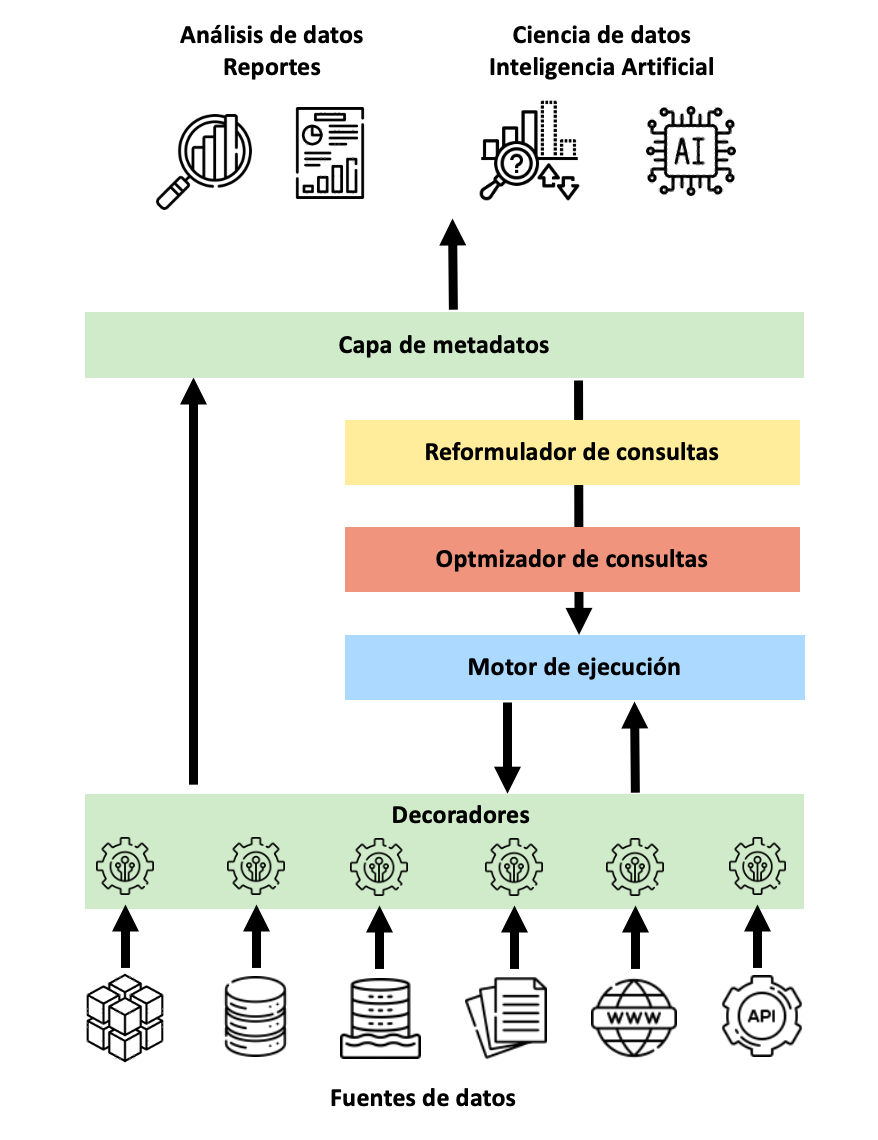 Análisis de datos
Reportes
Ciencia de datos
Inteligencia Artificial
?
AI
Capa de metadatos
Reformulador de consultas
Optmizador de consultas
Motor de ejecución
Decoradores
WWW
API
Fuentes de datos